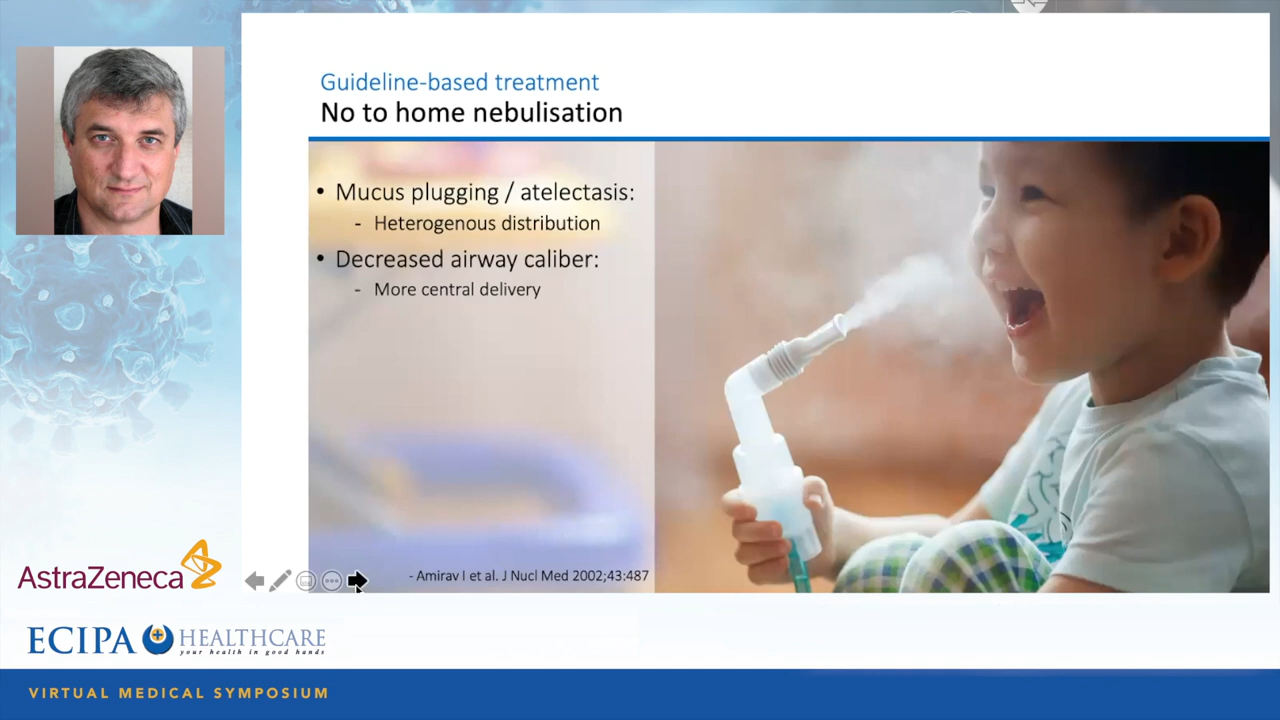 Guideline-based treatment
No to home nebulisation
• Mucus plugging / atelectasis:
- Heterogenous distribution
• Decreased airway caliber:
- More central delivery
- Amirav I et al. J Nucl Med 2002;43:487
AstraZeneca
ECIPA HEALTHCARE
your health in good hands
VIRTUAL MEDICAL SYMPOSIUM